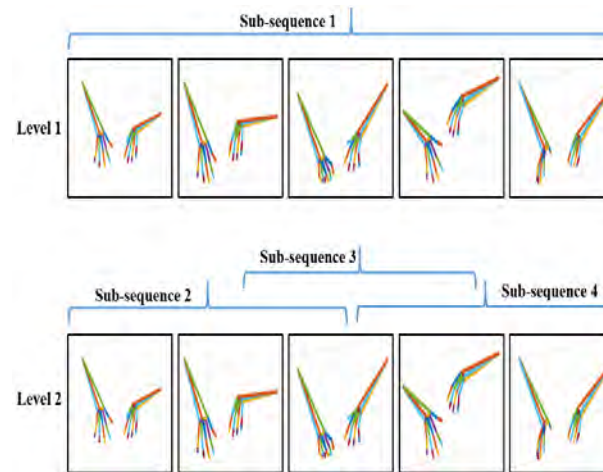 Sub-sequence 1
Level 1
Sub-sequence 3
Sub-sequence 2
Sub-sequence 4
Level 2